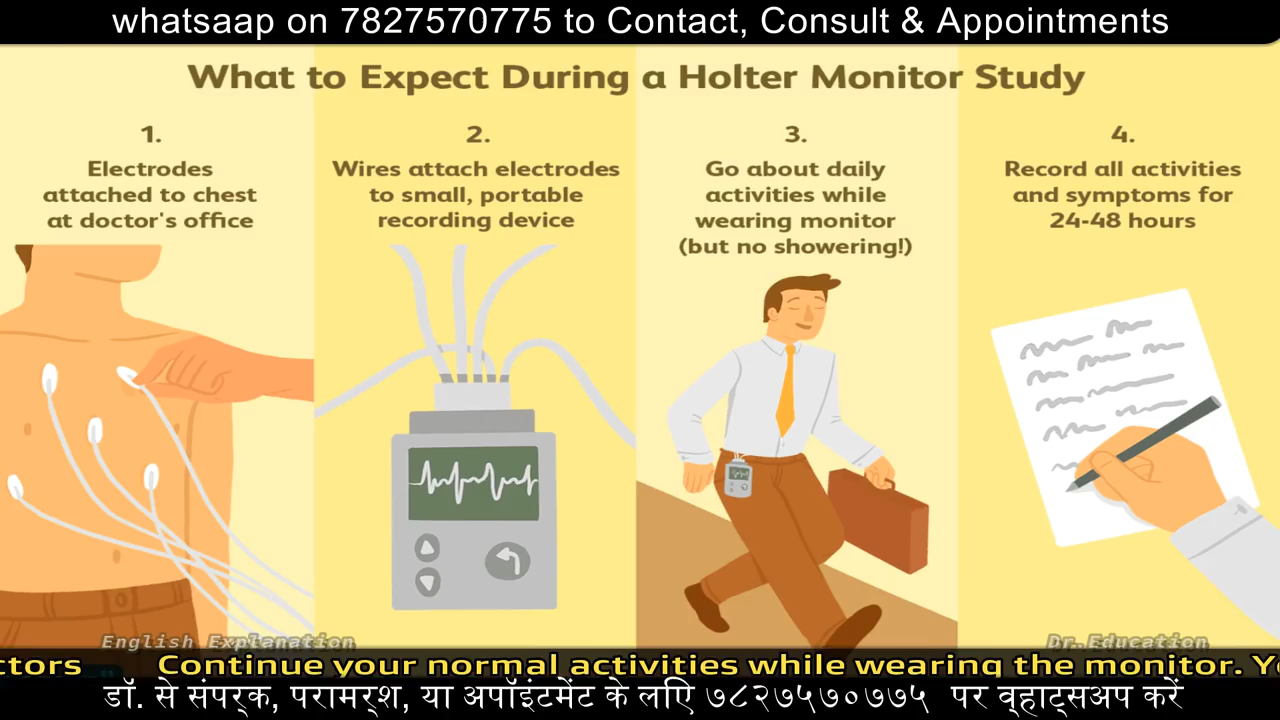 whatsaap on 7827570775 to Contact, Consult & Appointments
What to Expect During a Holter Monitor Study
1.
Electrodes
attached to chest
at doctor's office
2.
Wires attach electrodes
to small, portable
recording device
3.
Go about daily
activities while
wearing monitor
(but no showering!)
4.
Record all activities
and symptoms for
24-48 hours
English Explanation
Dr.Education
ctors Continue your normal activities while wearing the monitor. Yo
डॉ. से संपर्क, परामर्श, या अपॉइंटमेंट के लिए ७८२७५७०७७५ पर व्हाट्सअप करें